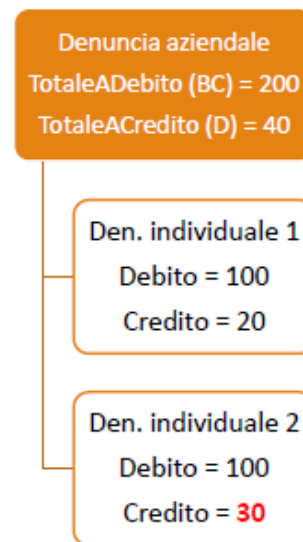 Denuncia aziendale
TotaleADebito (BC) = 200
TotaleACredito (D) = 40
Den. individuale 1
Debito = 100
Credito = 20
Den. individuale 2
Debito = 100
Credito = 30